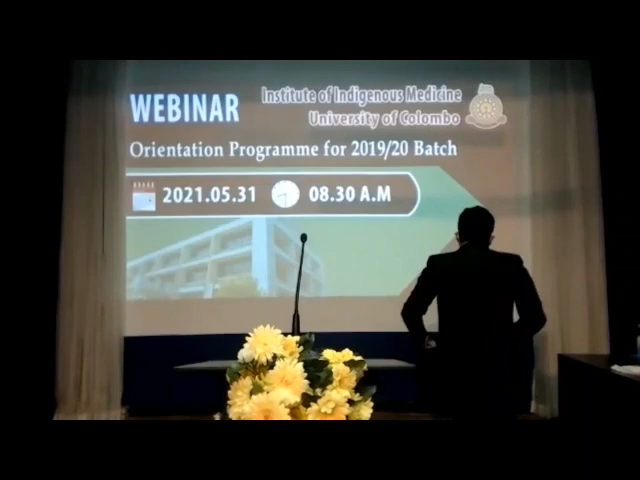 WEBINAR
Institute of Indigenous Medicine
University of Colombo
Orientation Programme for 2019/20 Batch
2021.05.31 08.30 A.M